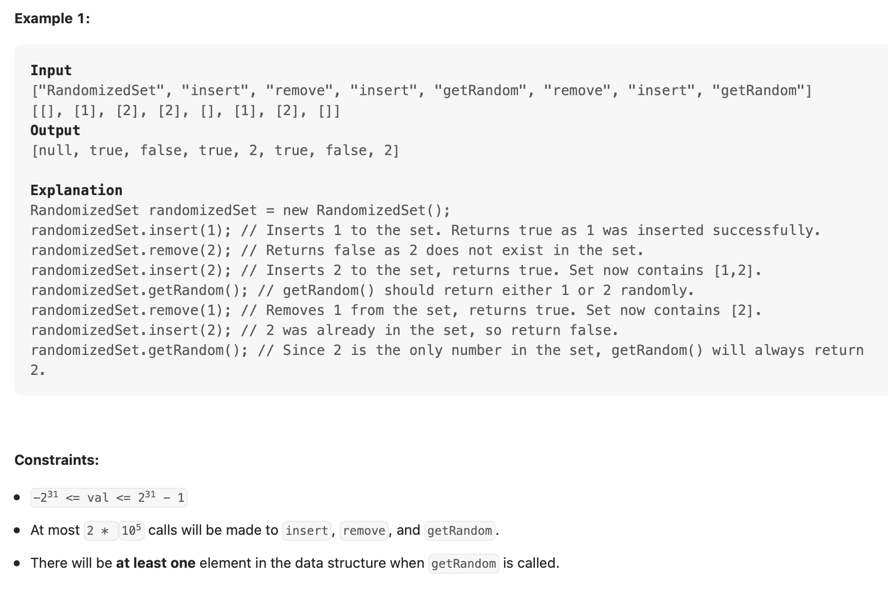 Example 1:
Input
["RandomizedSet", "insert", "remove", "insert", "getRandom", "remove", "insert", "getRandom"]
[[], [1], [2], [2], [], [1], [2], []]
Output
[null, true, false, true, 2, true, false, 2]
Explanation
RandomizedSet randomizedSet = new RandomizedSet();
randomizedSet.insert(1); // Inserts 1 to the set. Returns true as 1 was inserted successfully.
randomizedSet.remove(2); // Returns false as 2 does not exist in the set.
randomizedSet.insert(2); // Inserts 2 to the set, returns true. Set now contains [1,2].
randomizedSet.getRandom(); // getRandom() should return either 1 or 2 randomly.
randomizedSet.remove(1); // Removes 1 from the set, returns true. Set now contains [2].
randomizedSet.insert(2); // 2 was already in the set, so return false.
randomizedSet.getRandom(); // Since 2 is the only number in the set, getRandom() will always return
2.
Constraints:
• -2³¹ <= val <= 2³¹ - 1
• At most 2 * 10⁵ calls will be made to insert, remove, and getRandom.
• There will be at least one element in the data structure when getRandom is called.